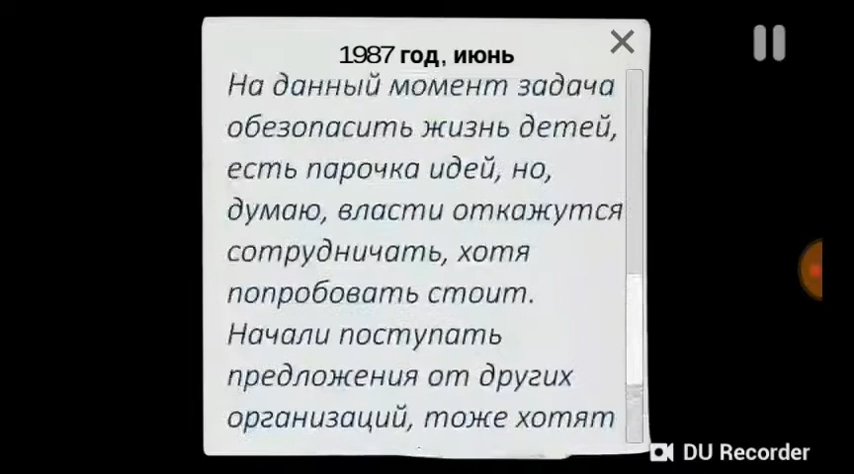 1987 год, июнь
На данный момент задача
обезопасить жизнь детей,
есть парочка идей, но,
думаю, власти откажутся
сотрудничать, хотя
попробовать стоит.
Начали поступать
предложения от других
организаций, тоже хотят
DU Recorder